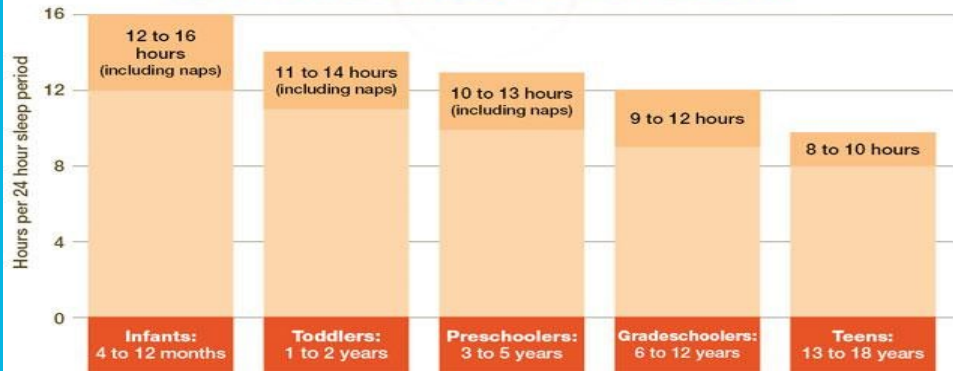 Hours per 24 hour sleep period
16
12
8
4
0
12 to 16
hours
(including naps)
11 to 14 hours
(including naps)
10 to 13 hours
(including naps)
9 to 12 hours
8 to 10 hours
Infants:
4 to 12 months
Toddlers:
1 to 2 years
Preschoolers:
3 to 5 years
Gradeschoolers:
6 to 12 years
Teens:
13 to 18 years